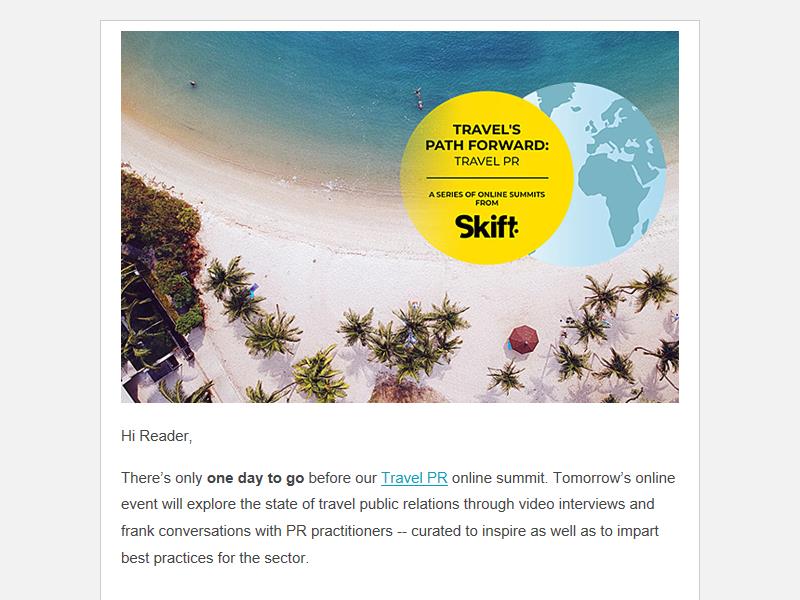 TRAVEL'S
PATH FORWARD:
TRAVEL PR
A SERIES OF ONLINE SUMMITS
FROM
Skift
Hi Reader,
There’s only one day to go before our Travel PR online summit. Tomorrow’s online
event will explore the state of travel public relations through video interviews and
frank conversations with PR practitioners -- curated to inspire as well as to impart
best practices for the sector.